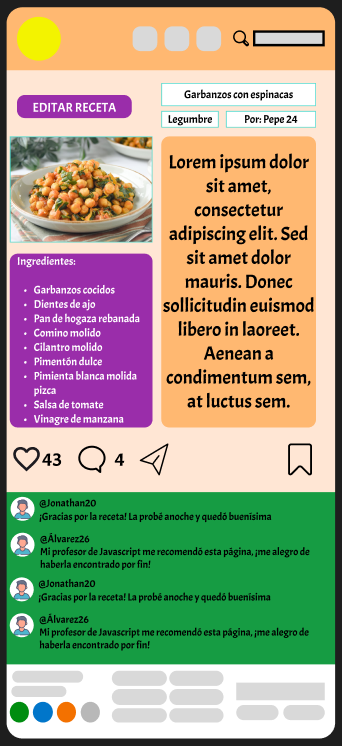 EDITAR RECETA
Garbanzos con espinacas
Legumbre
Por: Pepe 24
Lorem ipsum dolor
sit amet,
consectetur
adipiscing elit. Sed
sit amet dolor
mauris. Donec
sollicitudin euismod
libero in laoreet.
Aenean a
condimentum sem,
at luctus sem.
Ingredientes:
• Garbanzos cocidos
• Dientes de ajo
• Pan de hogaza rebanada
• Comino molido
• Cilantro molido
• Pimentón dulce
• Pimienta blanca molida
pizca
• Salsa de tomate
• Vinagre de manzana
43
4
@Jonathan20
¡Gracias por la receta! La probé anoche y quedó buenísima
@Álvarez26
Mi profesor de Javascript me recomendó esta página, ¡me alegro de
haberla encontrado por fin!
@Jonathan20
¡Gracias por la receta! La probé anoche y quedó buenísima
@Álvarez26
Mi profesor de Javascript me recomendó esta página, ¡me alegro de
haberla encontrado por fin!